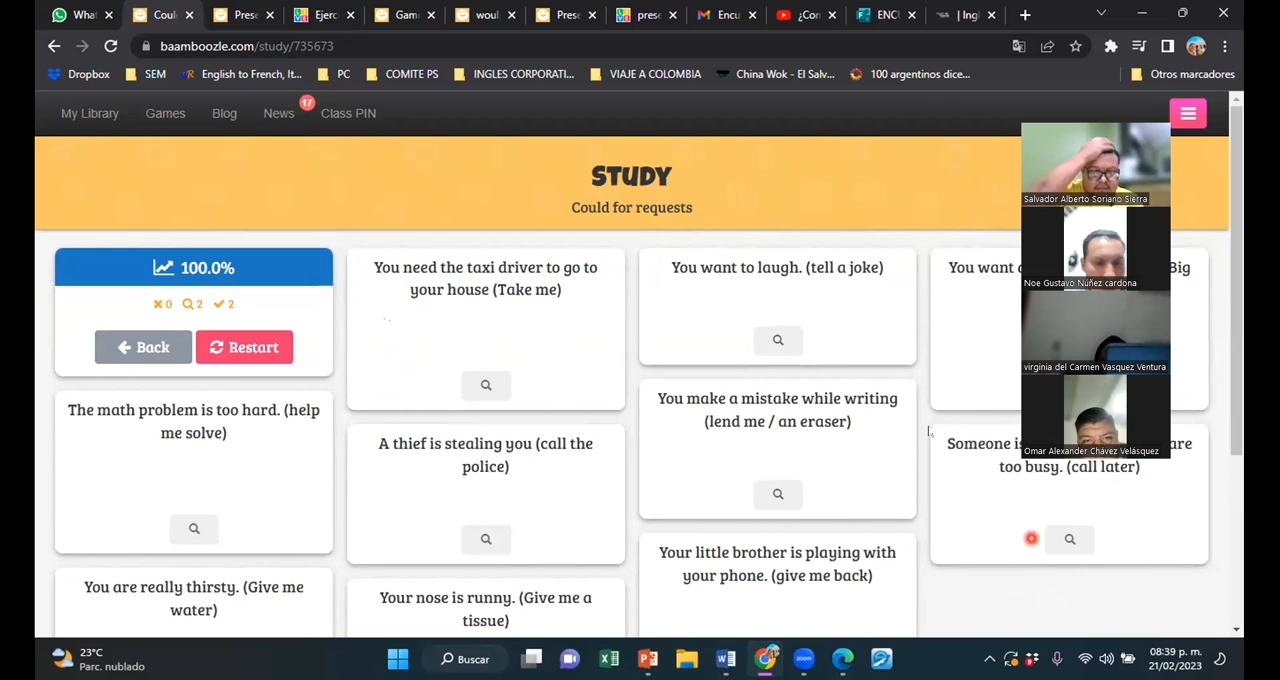 What
Coul
Prese
Ejerc
Gam
woul
Prese
prese
Encu
¿Con
ENCU
| Ingl
baamboozle.com/study/735673
Dropbox
SEM
English to French, It...
PC
COMITE PS
INGLES CORPORATI...
VIAJE A COLOMBIA
China Wok - El Salv...
100 argentinos dice...
Otros marcadores
My Library
Games
Blog
News
17
Class PIN
STUDY
Could for requests
100.0%
0
2
2
Back
Restart
You need the taxi driver to go to
your house (Take me)
You want to laugh. (tell a joke)
You want
Big
The math problem is too hard. (help
me solve)
A thief is stealing you (call the
police)
You make a mistake while writing
(lend me / an eraser)
Someone is
are
too busy. (call later)
You are really thirsty. (Give me
water)
Your nose is runny. (Give me a
tissue)
Your little brother is playing with
your phone. (give me back)
Salvador Alberto Soriano Sierra
Noe Gustavo Núñez cardona
virginia del Carmen Vasquez Ventura
Omar Alexander Chávez Velásquez
23°C
Parc. nublado
Buscar
zoom
08:39 p. m.
21/02/2023